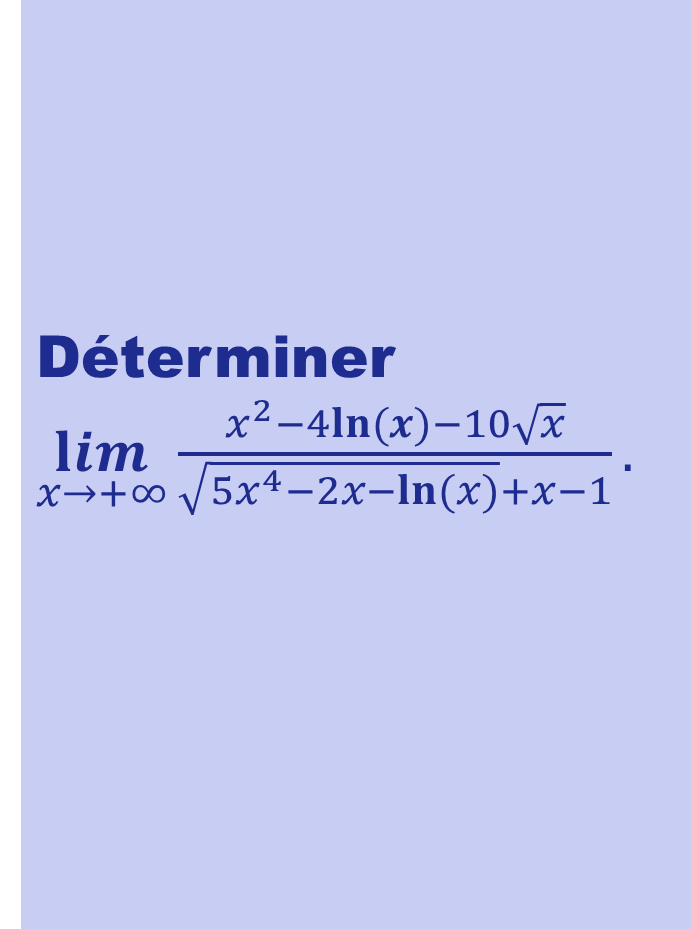 Déterminer
lim x→+∞ (x² −4ln(x)−10√x) / (√(5x⁴−2x−ln(x))+x−1) .